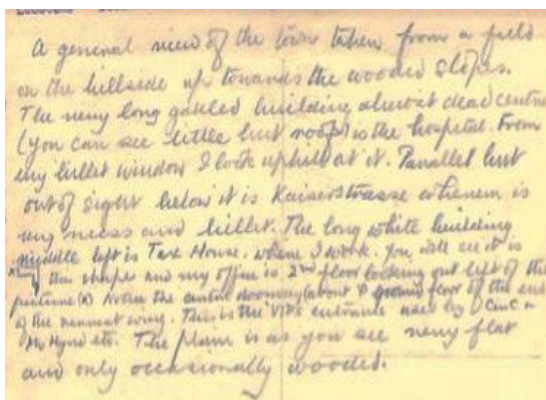 A general view of the town taken from a field
on the hillside up towards the wooded slopes.
The very long gabled building almost dead centre
(you can see little but roofs) is the hospital. From
my billet window I look uphill at it. Parallel but
out of sight below it is Kaiserstrasse wherein is
my mess and billet. The long white building
middle left is Taxe House. where I work. You will see it is
this shape and my office is 2nd floor looking out left of the
picture (x) Notice the central doorway (about ground floor of the end
of the nearest wing. This is the VIPs entrance used by CinC or
Mr Hynd etc. The plain is as you see very flat
and only occasionally wooded.